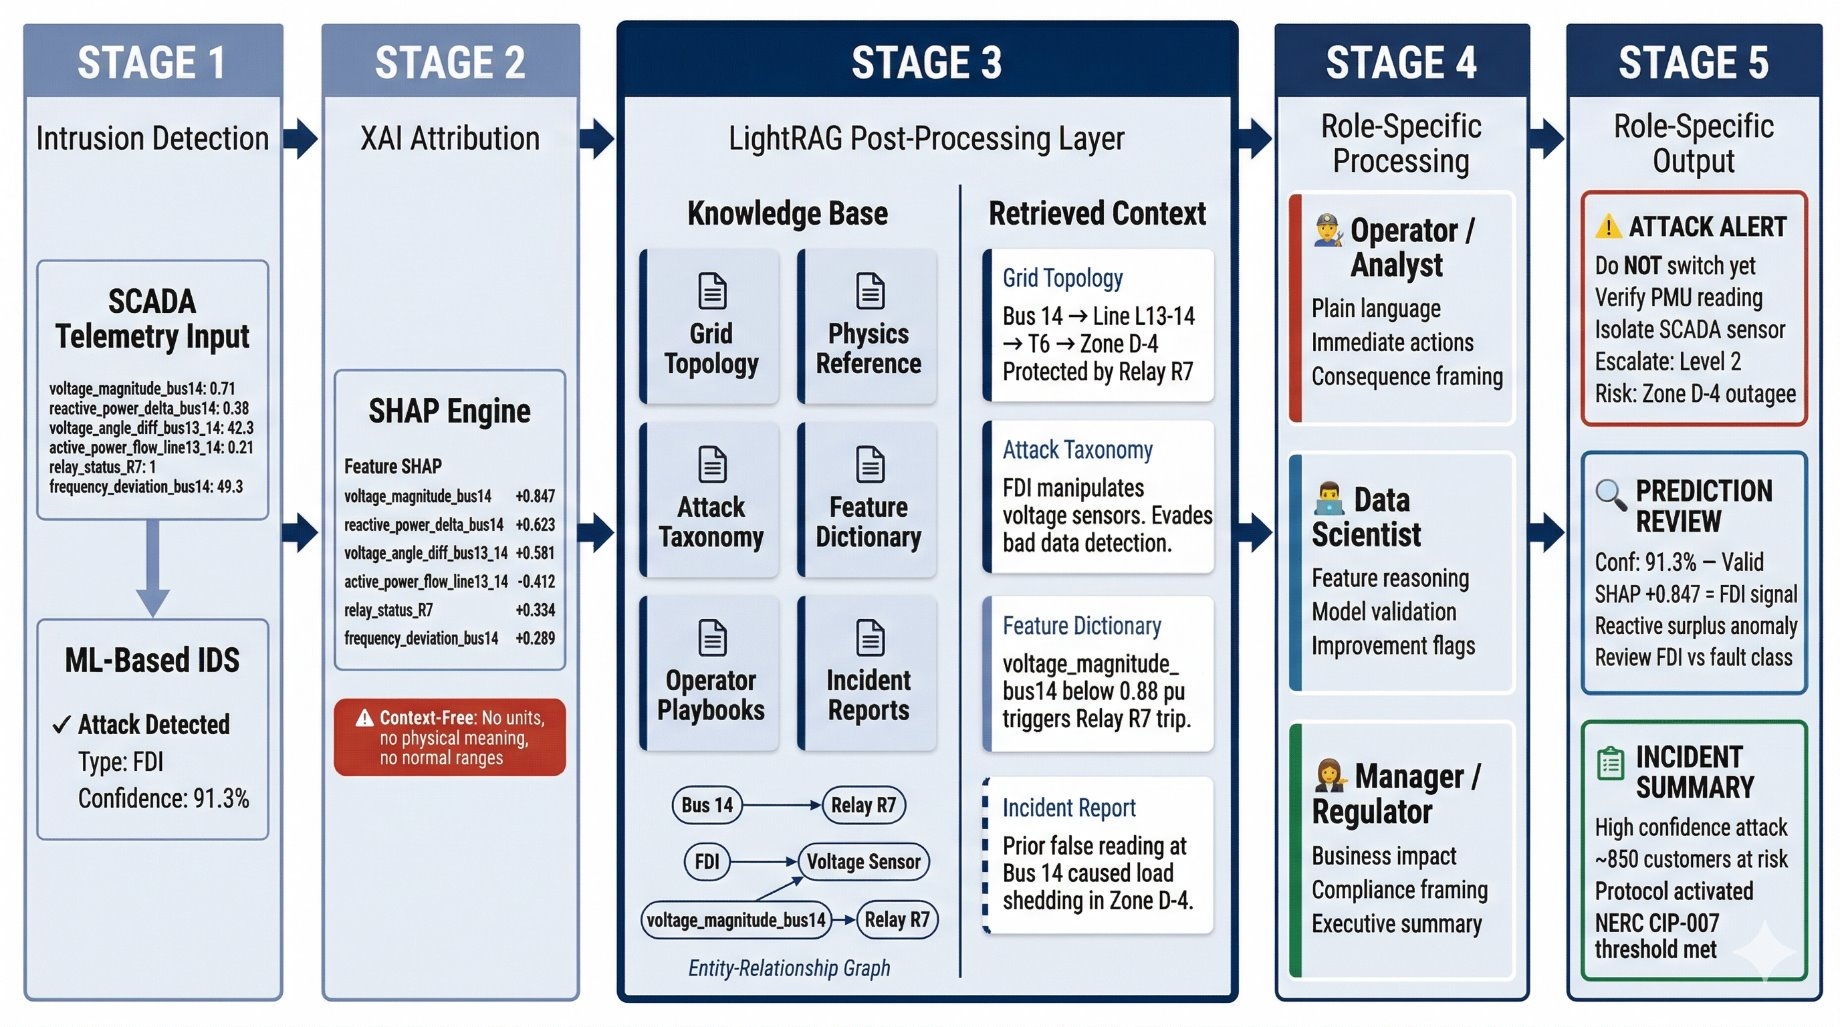 STAGE 1
Intrusion Detection
SCADA
Telemetry Input
voltage_magnitude_bus14: 0.71
reactive_power_delta_bus14: 0.38
voltage_angle_diff_bus13_14: 42.3
active_power_flow_line13_14: 0.21
relay_status_R7: 1
frequency_deviation_bus14: 49.3
ML-Based IDS
✓ Attack Detected
Type: FDI
Confidence: 91.3%
STAGE 2
XAI Attribution
SHAP Engine
Feature SHAP
voltage_magnitude_bus14 +0.847
reactive_power_delta_bus14 +0.623
voltage_angle_diff_bus13_14 +0.581
active_power_flow_line13_14 -0.412
relay_status_R7 +0.334
frequency_deviation_bus14 +0.289
Context-Free: No units,
no physical meaning,
no normal ranges
STAGE 3
LightRAG Post-Processing Layer
Knowledge Base
Grid
Topology
Physics
Reference
Attack
Taxonomy
Feature
Dictionary
Operator
Playbooks
Incident
Reports
Bus 14
Relay R7
FDI
Voltage Sensor
voltage_magnitude_bus14
Relay R7
Entity-Relationship Graph
Retrieved Context
Grid Topology
Bus 14 → Line L13-14
→ T6 → Zone D-4
Protected by Relay R7
Attack Taxonomy
FDI manipulates
voltage sensors. Evades
bad data detection.
Feature Dictionary
voltage_magnitude_
bus14 below 0.88 pu
triggers Relay R7 trip.
Incident Report
Prior false reading at
Bus 14 caused load
shedding in Zone D-4.
STAGE 4
Role-Specific
Processing
Operator /
Analyst
Plain language
Immediate actions
Consequence framing
Data
Scientist
Feature reasoning
Model validation
Improvement flags
Manager /
Regulator
Business impact
Compliance framing
Executive summary
STAGE 5
Role-Specific
Output
ATTACK ALERT
Do NOT switch yet
Verify PMU reading
Isolate SCADA sensor
Escalate: Level 2
Risk: Zone D-4 outagee
PREDICTION
REVIEW
Conf: 91.3% – Valid
SHAP +0.847 = FDI signal
Reactive surplus anomaly
Review FDI vs fault class
INCIDENT
SUMMARY
High confidence attack
~850 customers at risk
Protocol activated
NERC CIP-007
threshold met